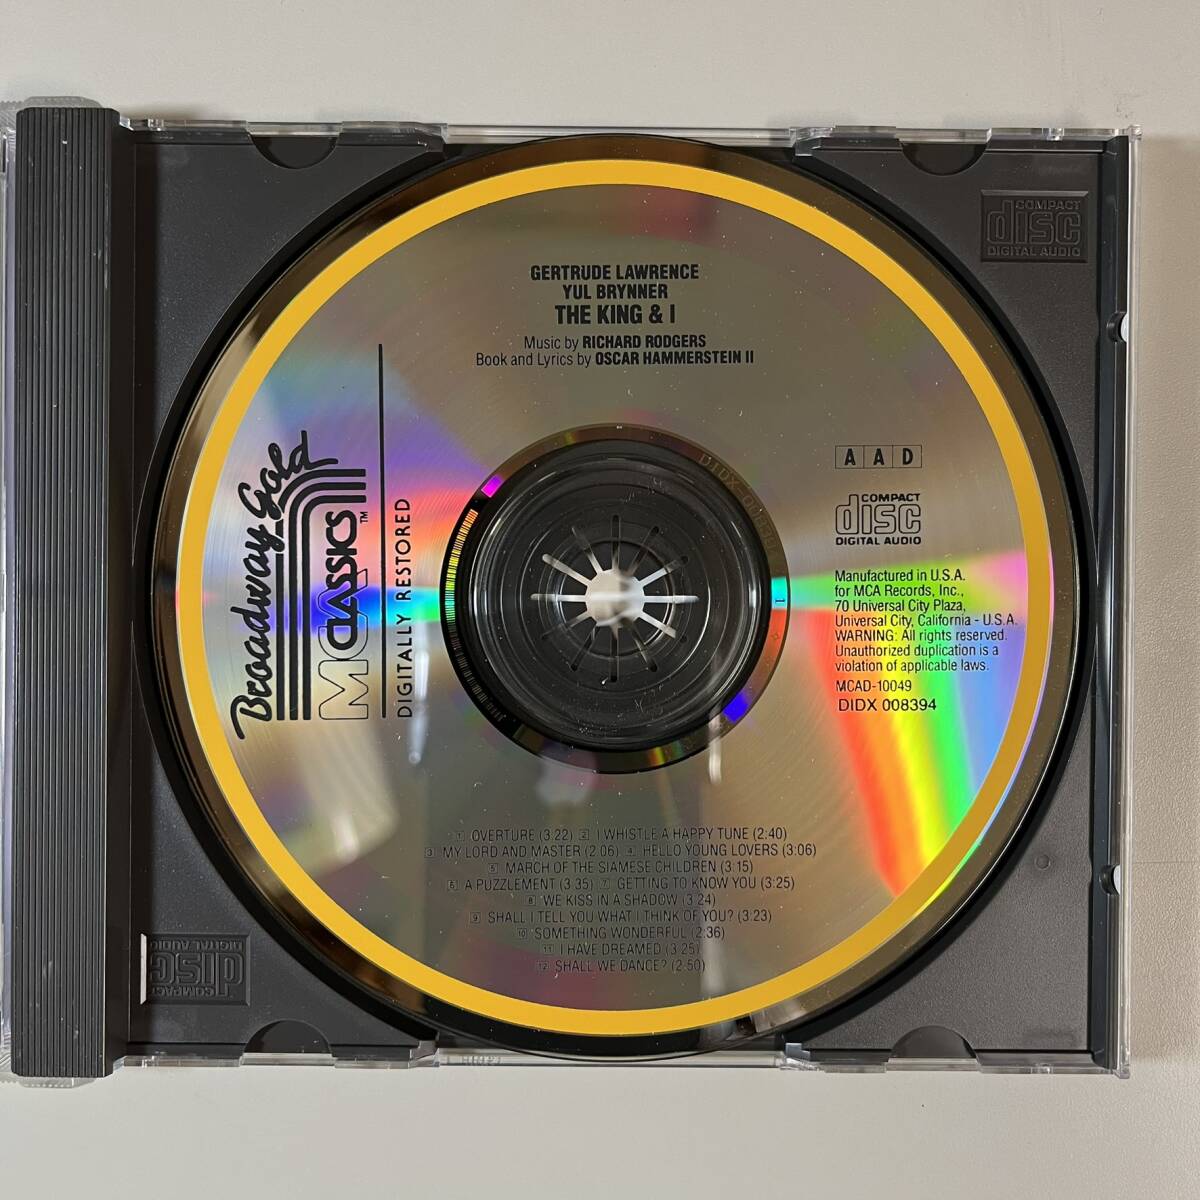 GERTRUDE LAWRENCE
YUL BRYNNER
THE KING & I
Music by RICHARD RODGERS
Book and Lyrics by OSCAR HAMMERSTEIN II
Broadway Gold
MCA CLASSICS™
DIGITALLY RESTORED
A A D
COMPACT
disc
DIGITAL AUDIO
Manufactured in U.S.A.
for MCA Records, Inc.,
70 Universal City Plaza,
Universal City, California - U.S.A.
WARNING: All rights reserved.
Unauthorized duplication is a
violation of applicable laws.
MCAD-10049
DIDX 008394
1 OVERTURE (3.22) 2 I WHISTLE A HAPPY TUNE (2:40)
3 MY LORD AND MASTER (2.06) 4 HELLO YOUNG LOVERS (3:06)
5 MARCH OF THE SIAMESE CHILDREN (3:15)
6 A PUZZLEMENT (3.35) 7 GETTING TO KNOW YOU (3:25)
8 WE KISS IN A SHADOW (3:24)
9 SHALL I TELL YOU WHAT I THINK OF YOU? (3:23)
10 SOMETHING WONDERFUL (2:36)
11 I HAVE DREAMED (3:25)
12 SHALL WE DANCE? (2:50)
COMPACT
disc
DIGITAL AUDIO
COMPACT
disc
DIGITAL AUDIO